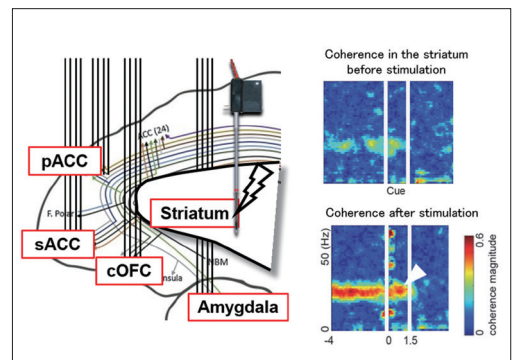 ACC (24)
pACC
F. Polar
Striatum
sACC
cOFC
NBM
Amygdala
Coherence in the striatum
before stimulation
Cue
Coherence after stimulation
50 (Hz)
0
-4
0
1.5
0.6
0
coherence magnitude